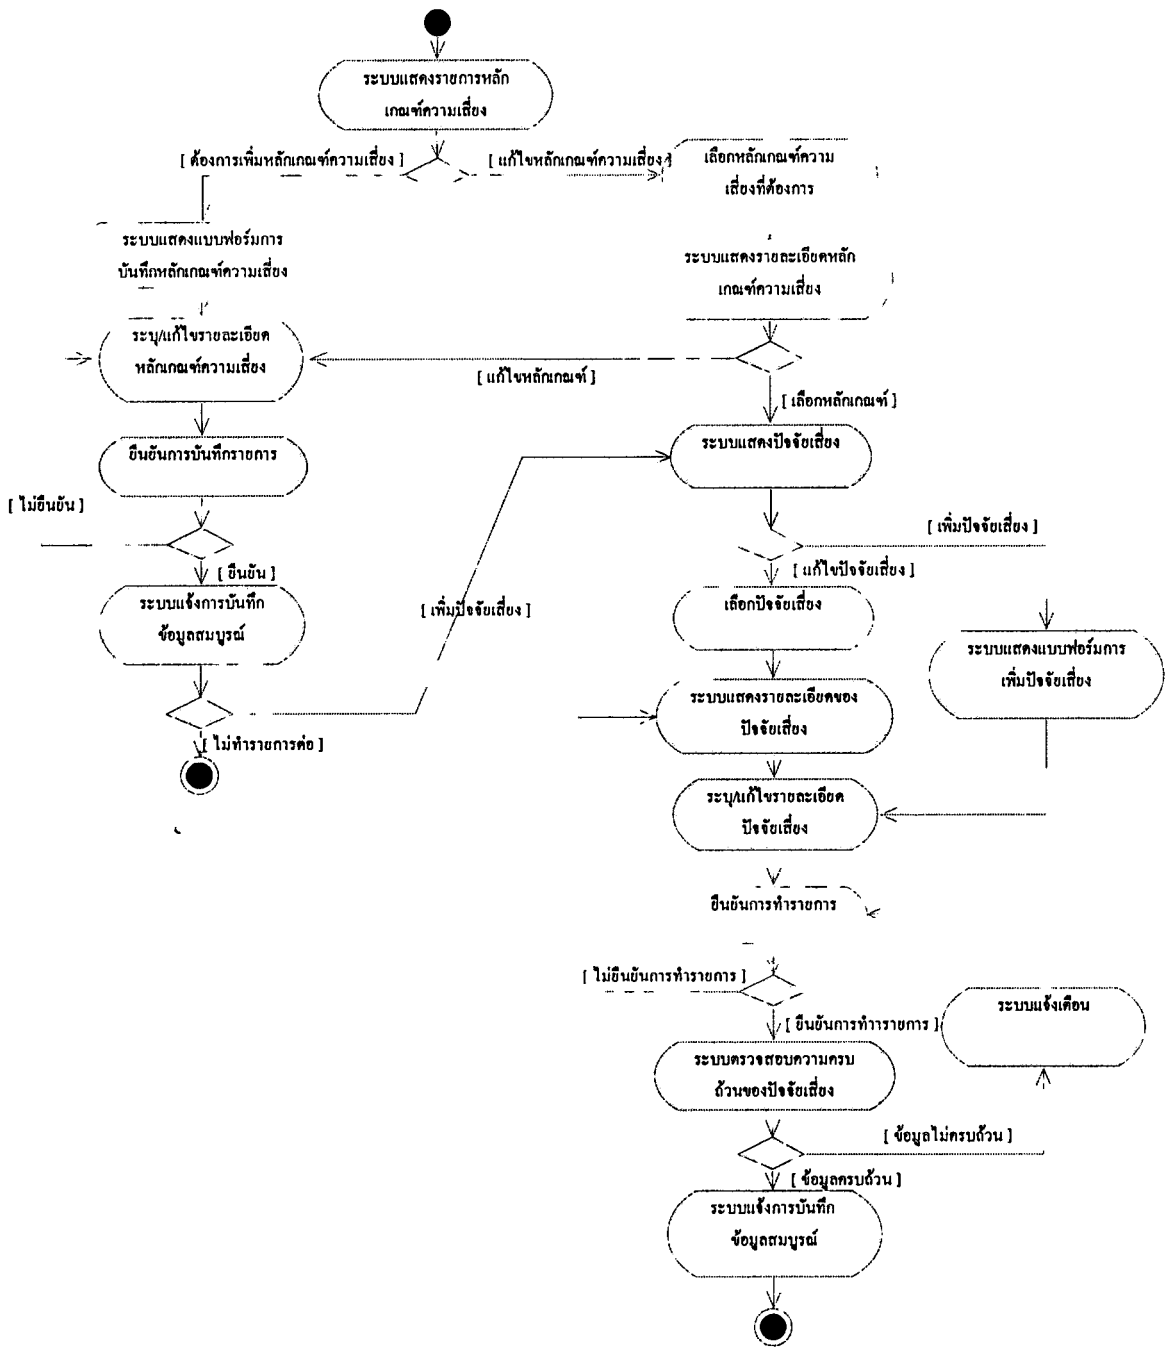 ระบบแสดงรายการหลัก
เกณฑ์ความเสี่ยง
[ ต้องการเพิ่มหลักเกณฑ์ความเสี่ยง ]
[ แก้ไขหลักเกณฑ์ความเสี่ยง ]
เลือกหลักเกณฑ์ความ
เสี่ยงที่ต้องการ
ระบบแสดงแบบฟอร์มการ
บันทึกหลักเกณฑ์ความเสี่ยง
ระบบแสดงรายละเอียดหลัก
เกณฑ์ความเสี่ยง
ระบุ/แก้ไขรายละเอียด
หลักเกณฑ์ความเสี่ยง
[ แก้ไขหลักเกณฑ์ ]
[ เลือกหลักเกณฑ์ ]
ยืนยันการบันทึกรายการ
ระบบแสดงปัจจัยเสี่ยง
[ ไม่ยืนยัน ]
[ เพิ่มปัจจัยเสี่ยง ]
[ ยืนยัน ]
[ แก้ไขปัจจัยเสี่ยง ]
ระบบแจ้งการบันทึก
ข้อมูลสมบูรณ์
[ เพิ่มปัจจัยเสี่ยง ]
เลือกปัจจัยเสี่ยง
ระบบแสดงแบบฟอร์มการ
เพิ่มปัจจัยเสี่ยง
ระบบแสดงรายละเอียดของ
ปัจจัยเสี่ยง
[ ไม่ทำรายการต่อ ]
ระบุ/แก้ไขรายละเอียด
ปัจจัยเสี่ยง
ยืนยันการทำรายการ
[ ไม่ยืนยันการทำรายการ ]
[ ยืนยันการทำารายการ ]
ระบบแจ้งเตือน
ระบบตรวจสอบความครบ
ถ้วนของปัจจัยเสี่ยง
[ ข้อมูลไม่ครบถ้วน ]
[ ข้อมูลครบถ้วน ]
ระบบแจ้งการบันทึก
ข้อมูลสมบูรณ์